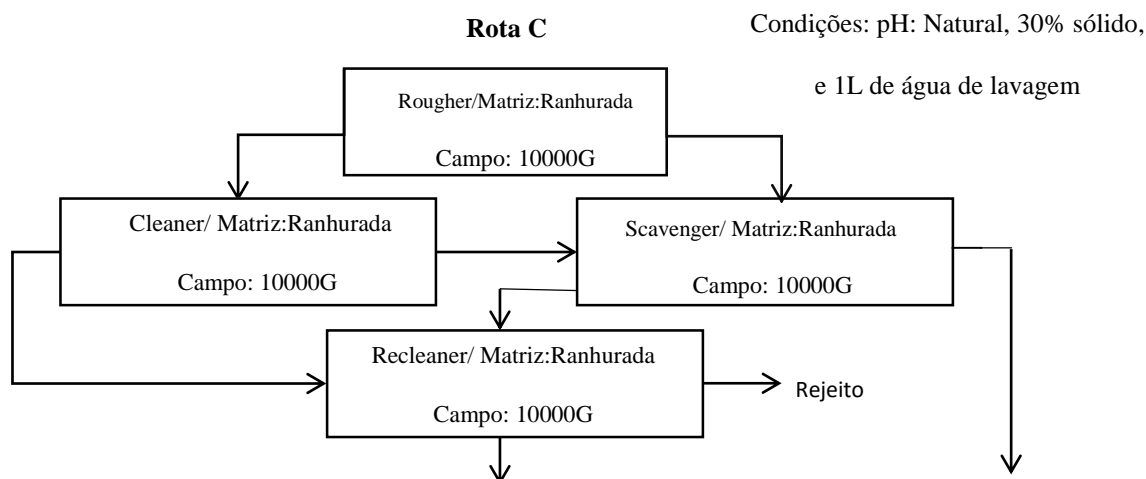 Rota C
Condições: pH: Natural, 30% sólido,
e 1L de água de lavagem
Rougher/Matriz:Ranhurada
Campo: 10000G
Cleaner/ Matriz:Ranhurada
Campo: 10000G
Scavenger/ Matriz:Ranhurada
Campo: 10000G
Recleaner/ Matriz:Ranhurada
Campo: 10000G
Rejeito